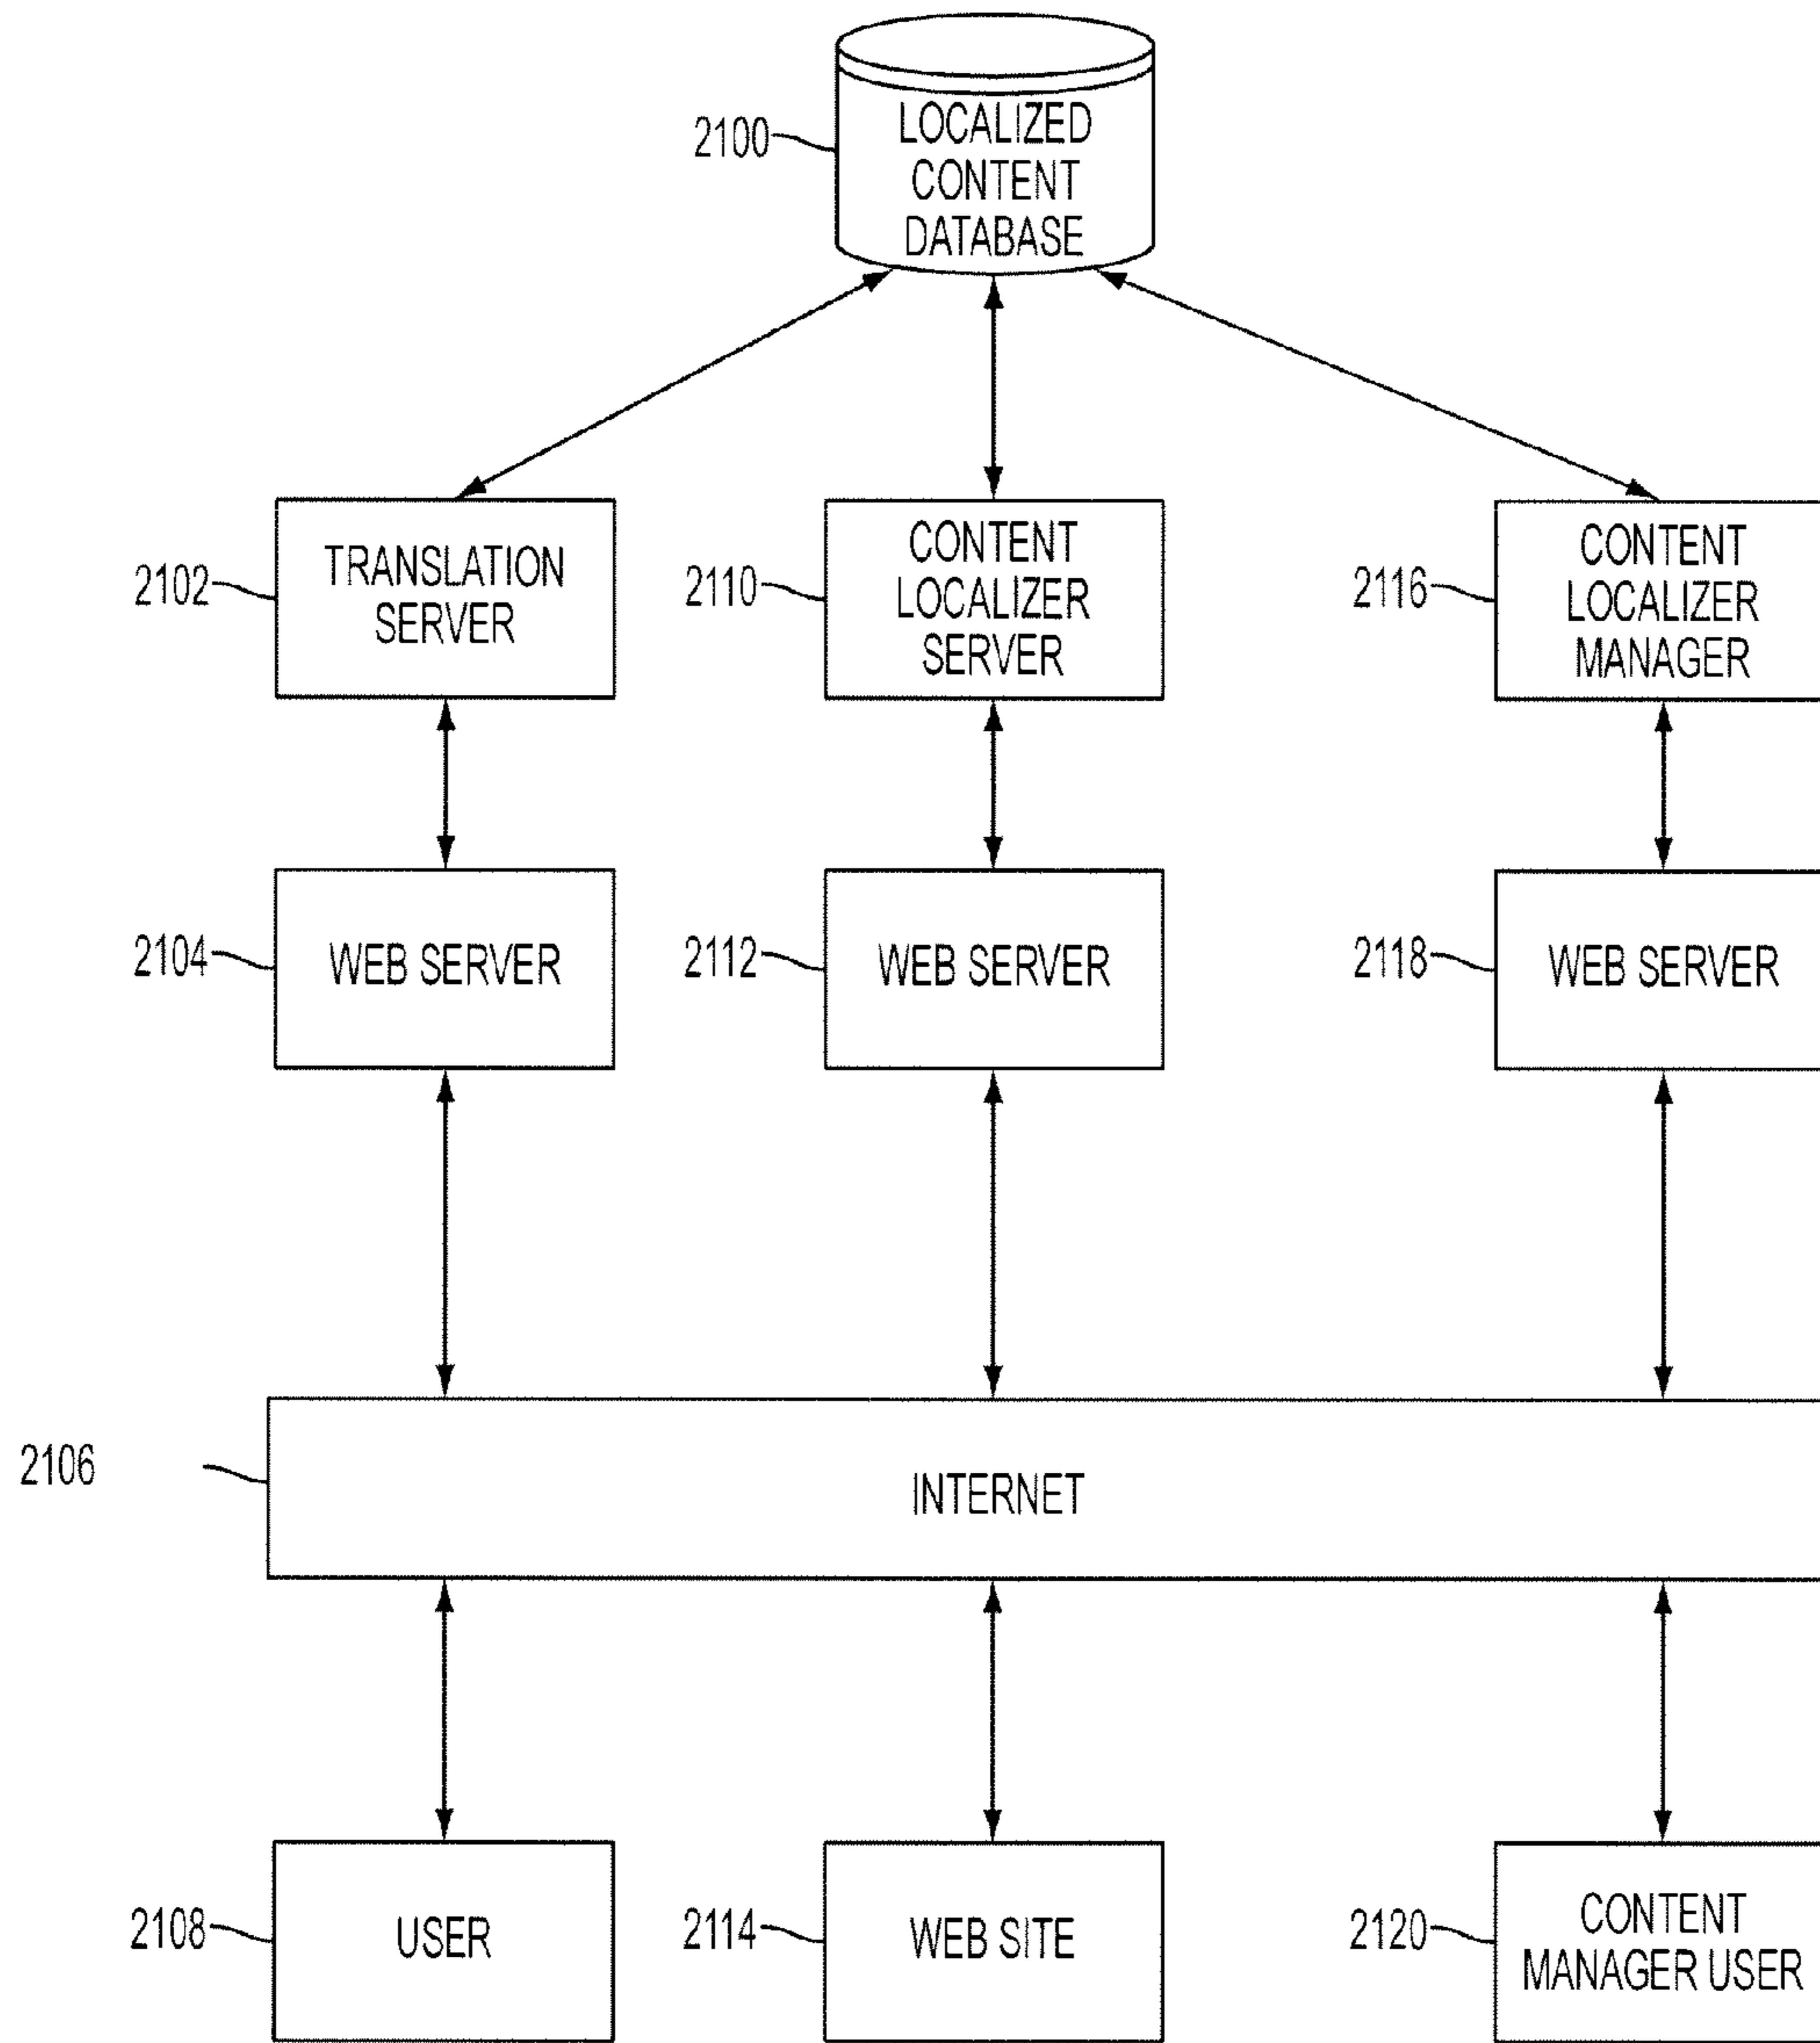 2100
LOCALIZED
CONTENT
DATABASE
2102
TRANSLATION
SERVER
2110
CONTENT
LOCALIZER
SERVER
2116
CONTENT
LOCALIZER
MANAGER
2104
WEB SERVER
2112
WEB SERVER
2118
WEB SERVER
2106
INTERNET
2108
USER
2114
WEB SITE
2120
CONTENT
MANAGER USER